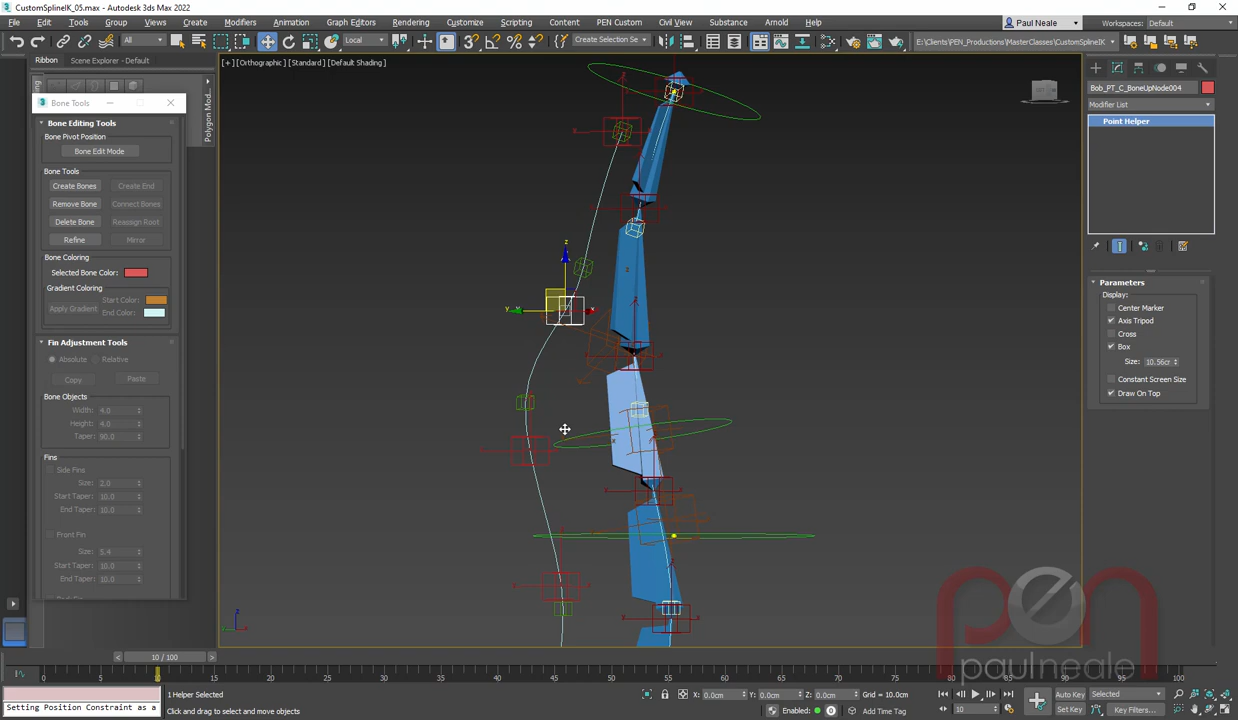 CustomSplineIK_05.max - Autodesk 3ds Max 2022
File Edit Tools Group Views Create Modifiers Animation Graph Editors Rendering Customize Civil View Substance Arnold Help
Content PEN Custom
Paul Neale
Workspaces: Default
All
Local
Create Selection Se
E:\Clients\PEN_Productions\MasterClasses\CustomSplineIK
Ribbon Scene Explorer - Default
[+] [Orthographic] [Standard] [Default Shading]
Polygon Mod...
Bone Tools
Bone Editing Tools
Bone Pivot Position
Bone Edit Mode
Bone Tools
Create Bones Create End
Remove Bone Connect Bones
Delete Bone Reassign Root
Refine Mirror
Bone Coloring
Selected Bone Color:
Gradient Coloring
Apply Gradient
Start Color:
End Color:
Fin Adjustment Tools
Absolute Relative
Copy Paste
Bone Objects
Width: 4.0
Height: 4.0
Taper: 90.0
Fins
Side Fins
Size: 2.0
Start Taper: 10.0
End Taper: 10.0
Front Fin
Size: 5.4
Start Taper: 10.0
End Taper: 10.0
Bob_PT_C_BoneUpNode004
Modifier List
Point Helper
Parameters
Display:
Center Marker
Axis Tripod
Cross
Box
Size: 10.56cr
Constant Screen Size
Draw On Top
z
y
x
pen
paulneale
10 / 100
0 5 10 15 20 25 30 35 40 45 50 55 60 65 70 75 80 85 90 95 100
1 Helper Selected
Setting Position Constraint as a
Click and drag to select and move objects
X: 0.0cm Y: 0.0cm Z: 0.0cm Grid = 10.0cm
Enabled: Add Time Tag
10
Auto Key Selected
Set Key Key Filters...